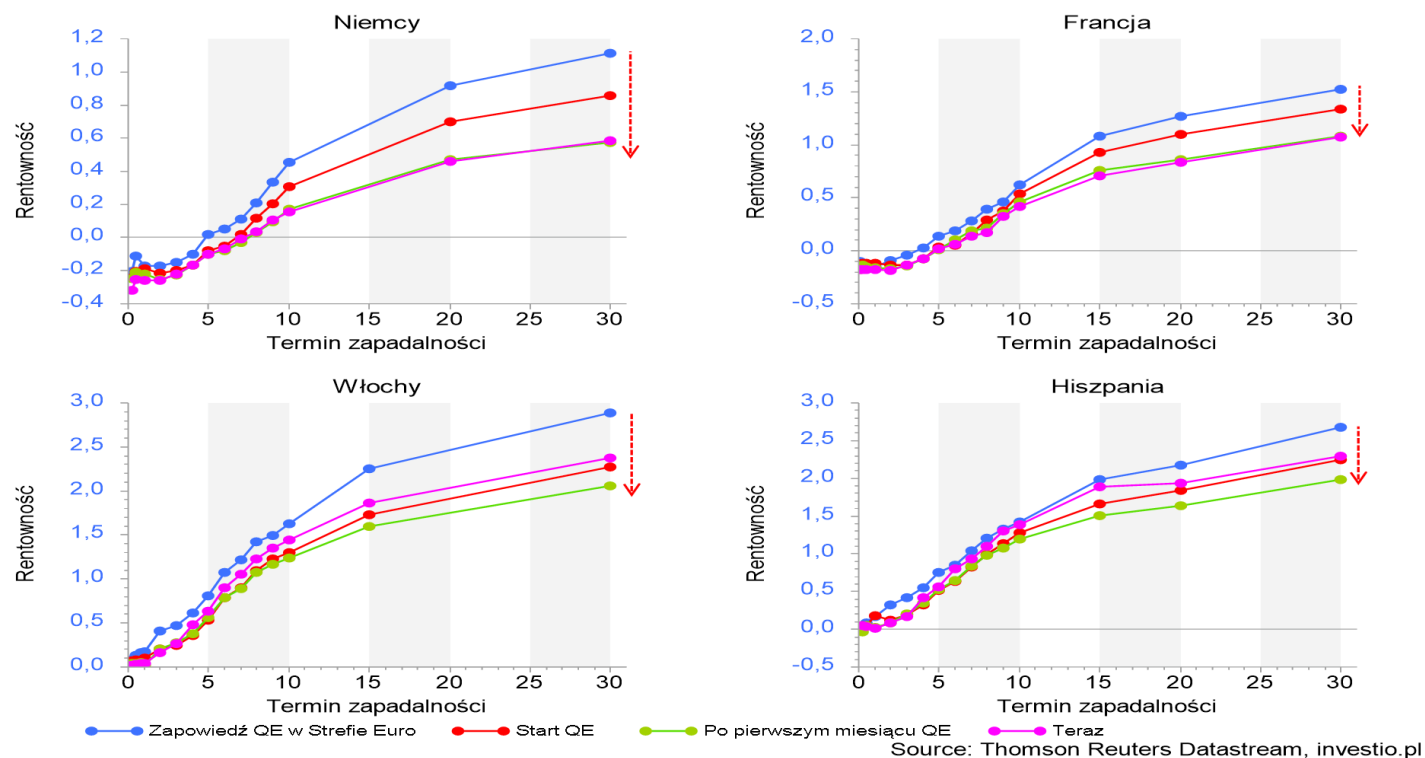 Niemcy
1,2
1,0
0,8
0,6
0,4
0,2
0,0
-0,2
-0,4
Rentowność
0 5 10 15 20 25 30
Termin zapadalności
Francja
2,0
1,5
1,0
0,5
0,0
-0,5
Rentowność
0 5 10 15 20 25 30
Termin zapadalności
Włochy
3,0
2,5
2,0
1,5
1,0
0,5
0,0
Rentowność
0 5 10 15 20 25 30
Termin zapadalności
Hiszpania
3,0
2,5
2,0
1,5
1,0
0,5
0,0
-0,5
Rentowność
0 5 10 15 20 25 30
Termin zapadalności
Zapowiedź QE w Strefie Euro Start QE Po pierwszym miesiącu QE Teraz
Source: Thomson Reuters Datastream, investio.pl